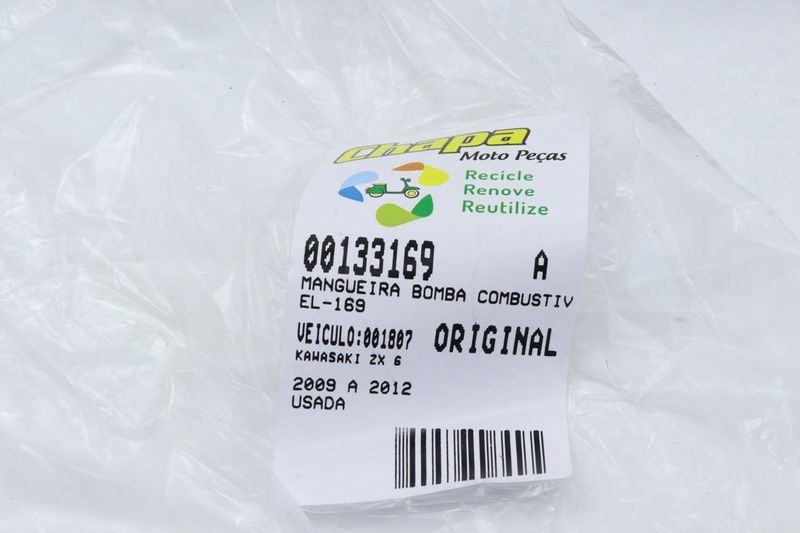 Chapa
Moto Peças
Recicle
Renove
Reutilize
00133169 A
MANGUEIRA BOMBA COMBUSTIV
EL-169
VEICULO:001807 ORIGINAL
KAWASAKI ZX 6
2009 A 2012
USADA